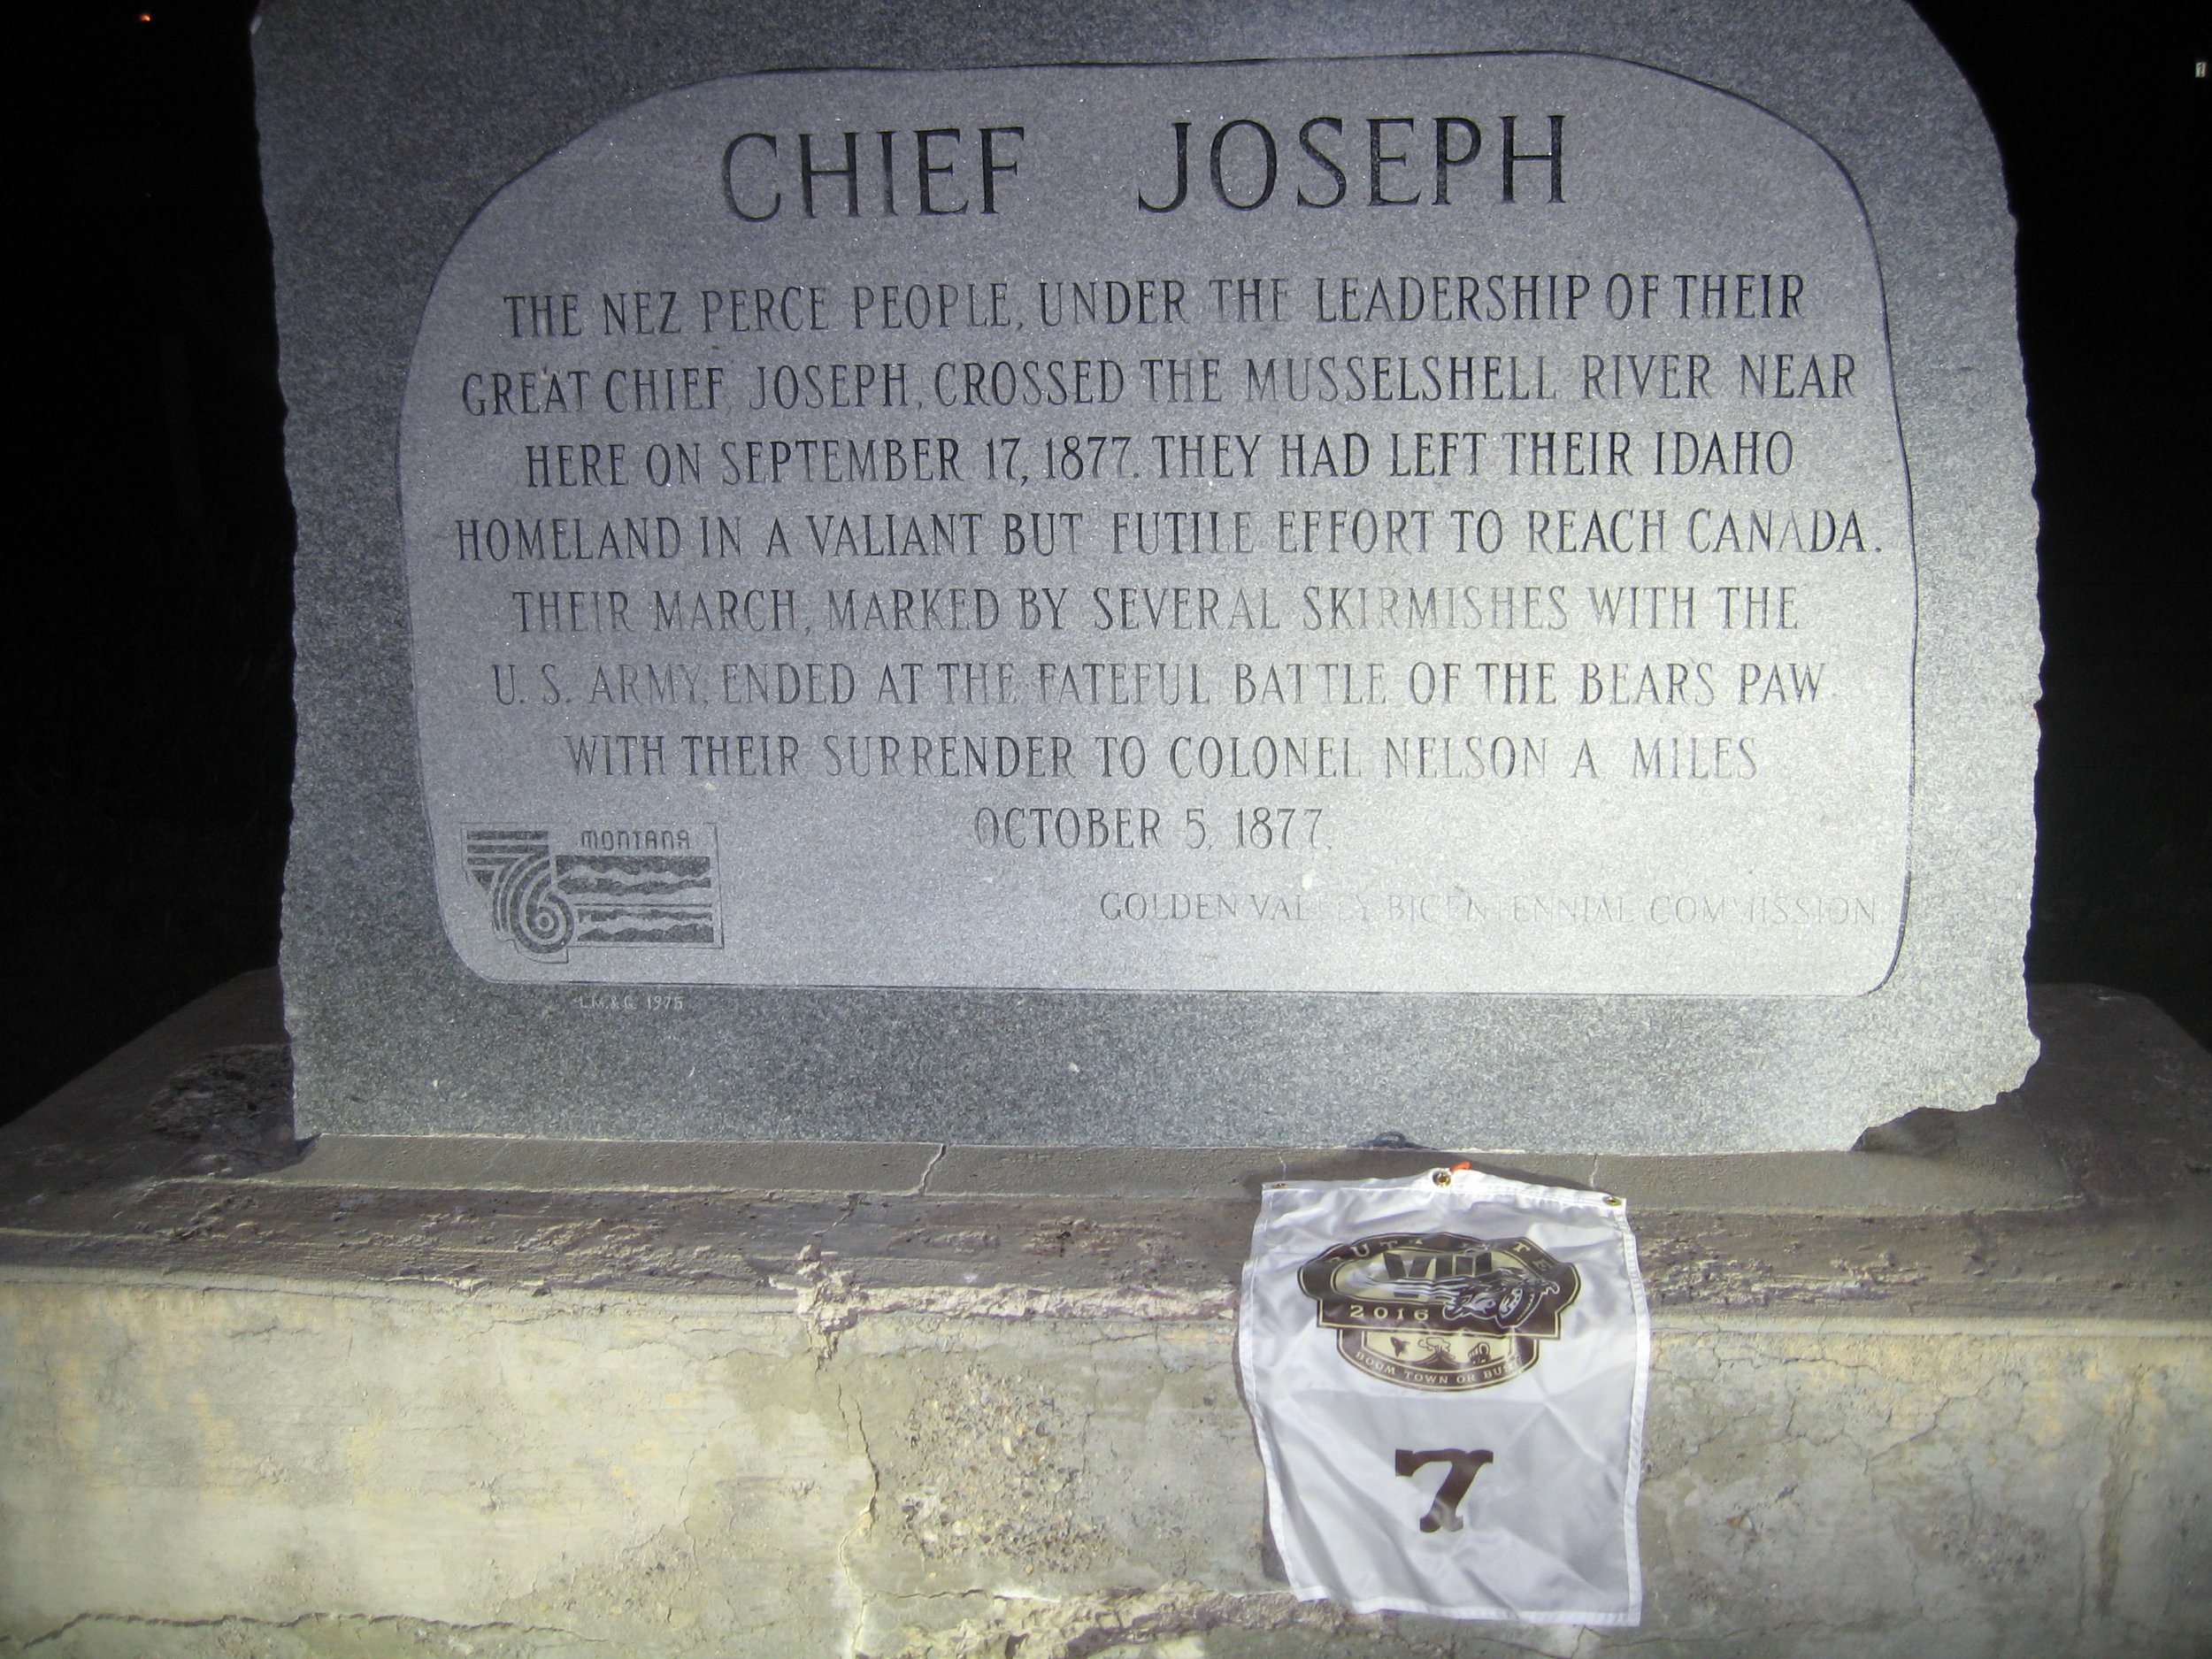 CHIEF JOSEPH
THE NEZ PERCE PEOPLE, UNDER THE LEADERSHIP OF THEIR
GREAT CHIEF, JOSEPH, CROSSED THE MUSSELSHELL RIVER NEAR
HERE ON SEPTEMBER 17, 1877. THEY HAD LEFT THEIR IDAHO
HOMELAND IN A VALIANT BUT FUTILE EFFORT TO REACH CANADA.
THEIR MARCH, MARKED BY SEVERAL SKIRMISHES WITH THE
U. S. ARMY, ENDED AT THE FATEFUL BATTLE OF THE BEARS PAW
WITH THEIR SURRENDER TO COLONEL NELSON A MILES
OCTOBER 5, 1877.
MONTANA
76
GOLDEN VALLEY BICENTENNIAL COMMISSION
1975
VIII
2016
BOOM TOWN OR BUST
7